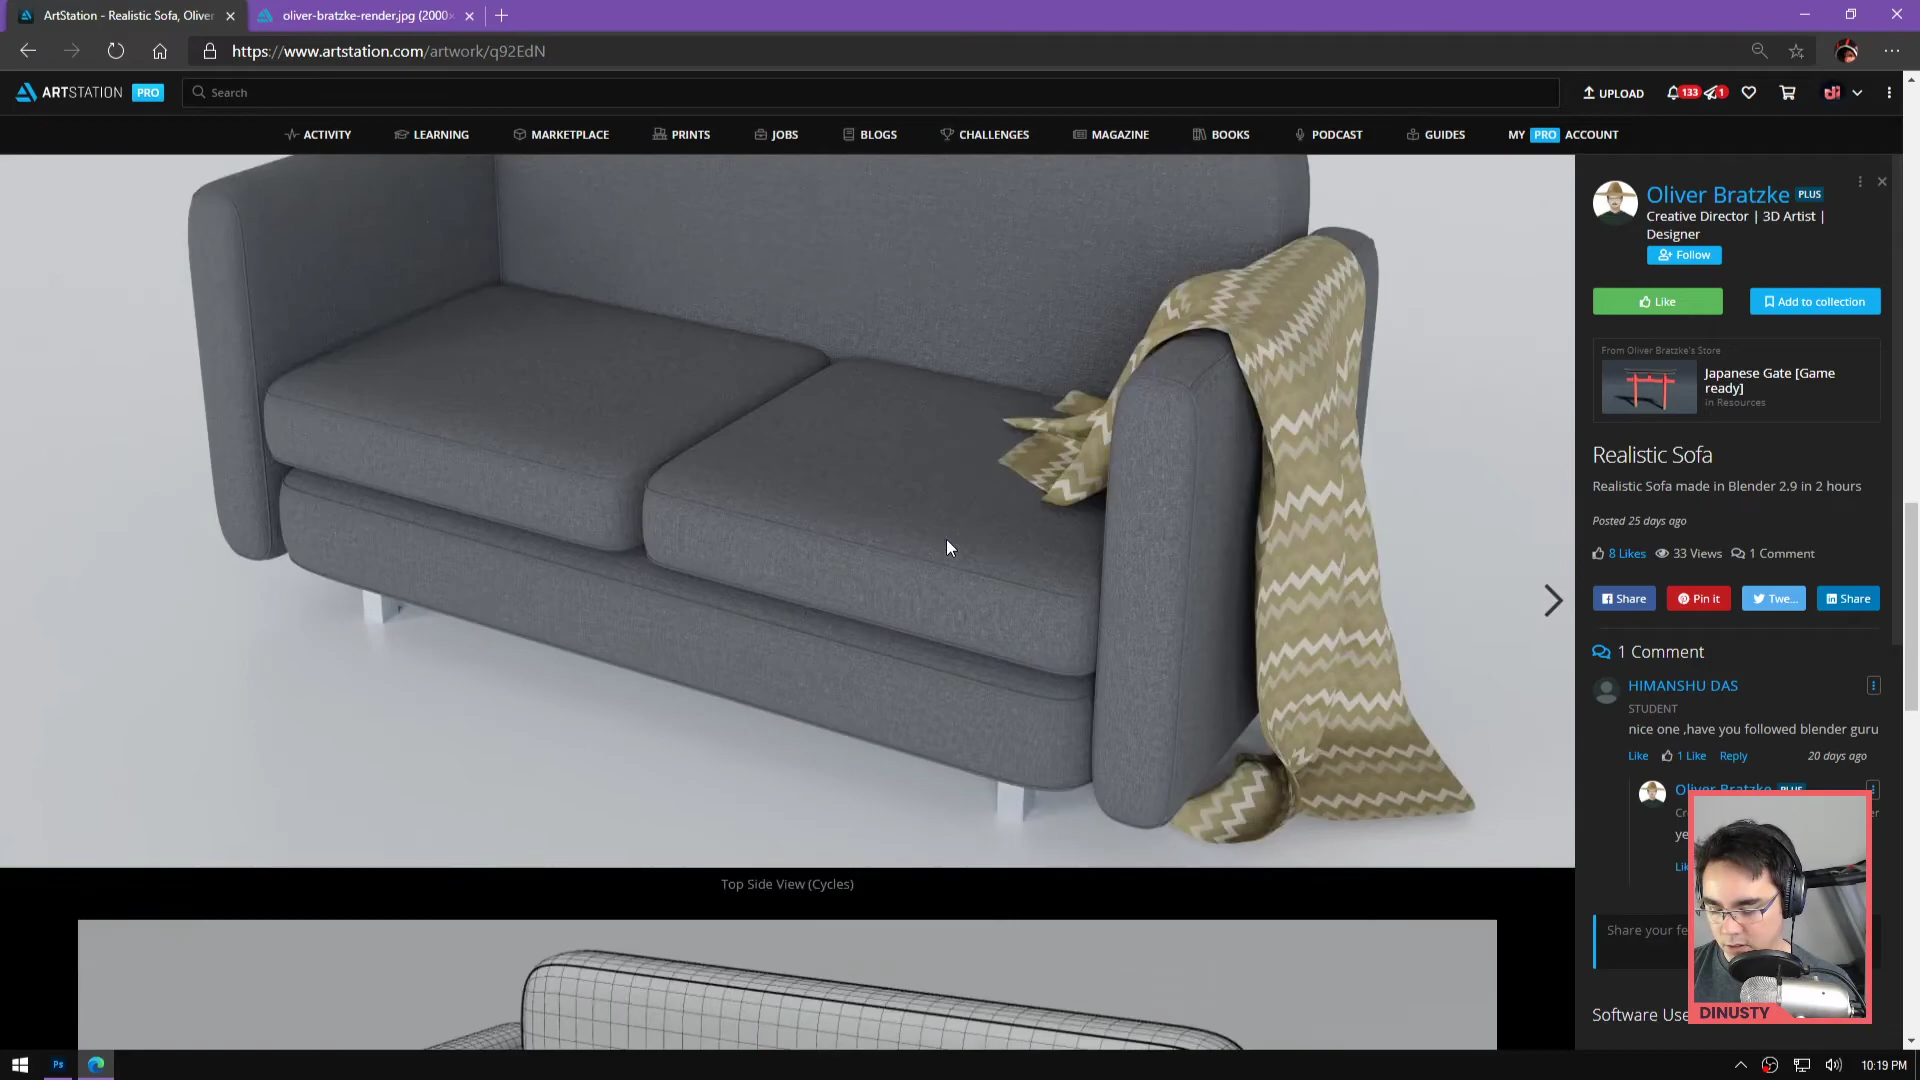 ArtStation - Realistic Sofa, Oliver
oliver-bratzke-render.jpg (2000×
https://www.artstation.com/artwork/q92EdN
ARTSTATION PRO
Search
UPLOAD
133
1
ACTIVITY
LEARNING
MARKETPLACE
PRINTS
JOBS
BLOGS
CHALLENGES
MAGAZINE
BOOKS
PODCAST
GUIDES
MY PRO ACCOUNT
Oliver Bratzke PLUS
Creative Director | 3D Artist |
Designer
Follow
Like
Add to collection
From Oliver Bratzke's Store
Japanese Gate [Game
ready]
in Resources
Realistic Sofa
Realistic Sofa made in Blender 2.9 in 2 hours
Posted 25 days ago
8 Likes 33 Views 1 Comment
Share
Pin it
Twe...
Share
1 Comment
HIMANSHU DAS
STUDENT
nice one ,have you followed blender guru
Like 1 Like Reply 20 days ago
Oliver Bratzke PLUS
Share your fe
Software Use
DINUSTY
Top Side View (Cycles)
Ps
10:19 PM